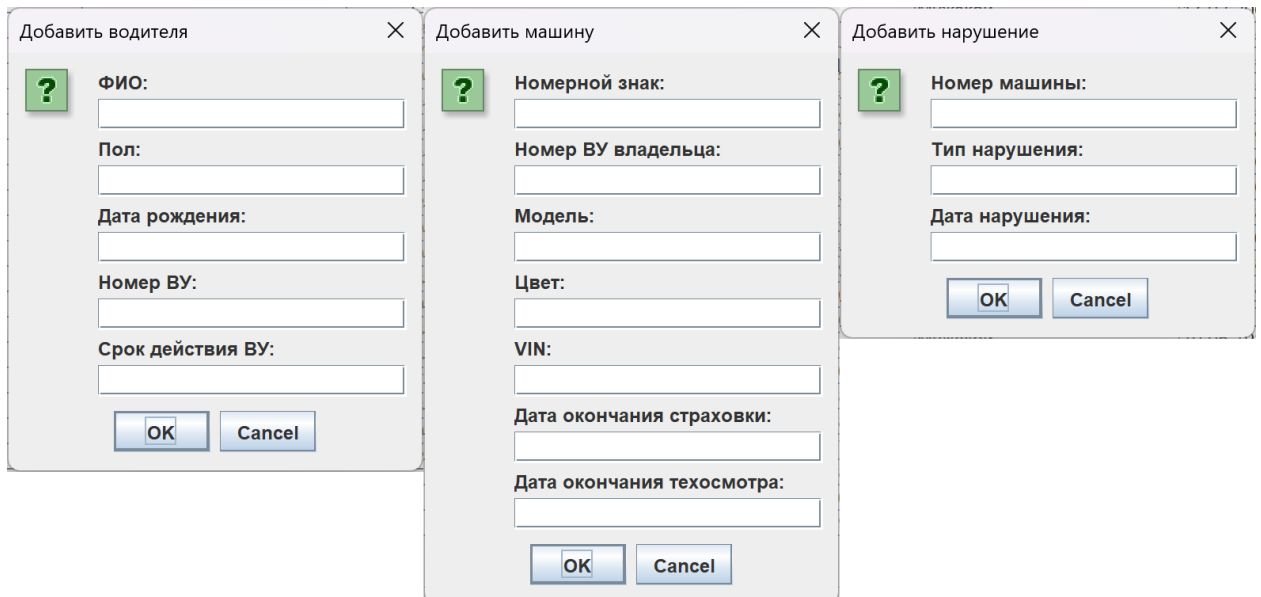 Добавить водителя
ФИО:
Пол:
Дата рождения:
Номер ВУ:
Срок действия ВУ:
OK
Cancel
Добавить машину
Номерной знак:
Номер ВУ владельца:
Модель:
Цвет:
VIN:
Дата окончания страховки:
Дата окончания техосмотра:
OK
Cancel
Добавить нарушение
Номер машины:
Тип нарушения:
Дата нарушения:
OK
Cancel